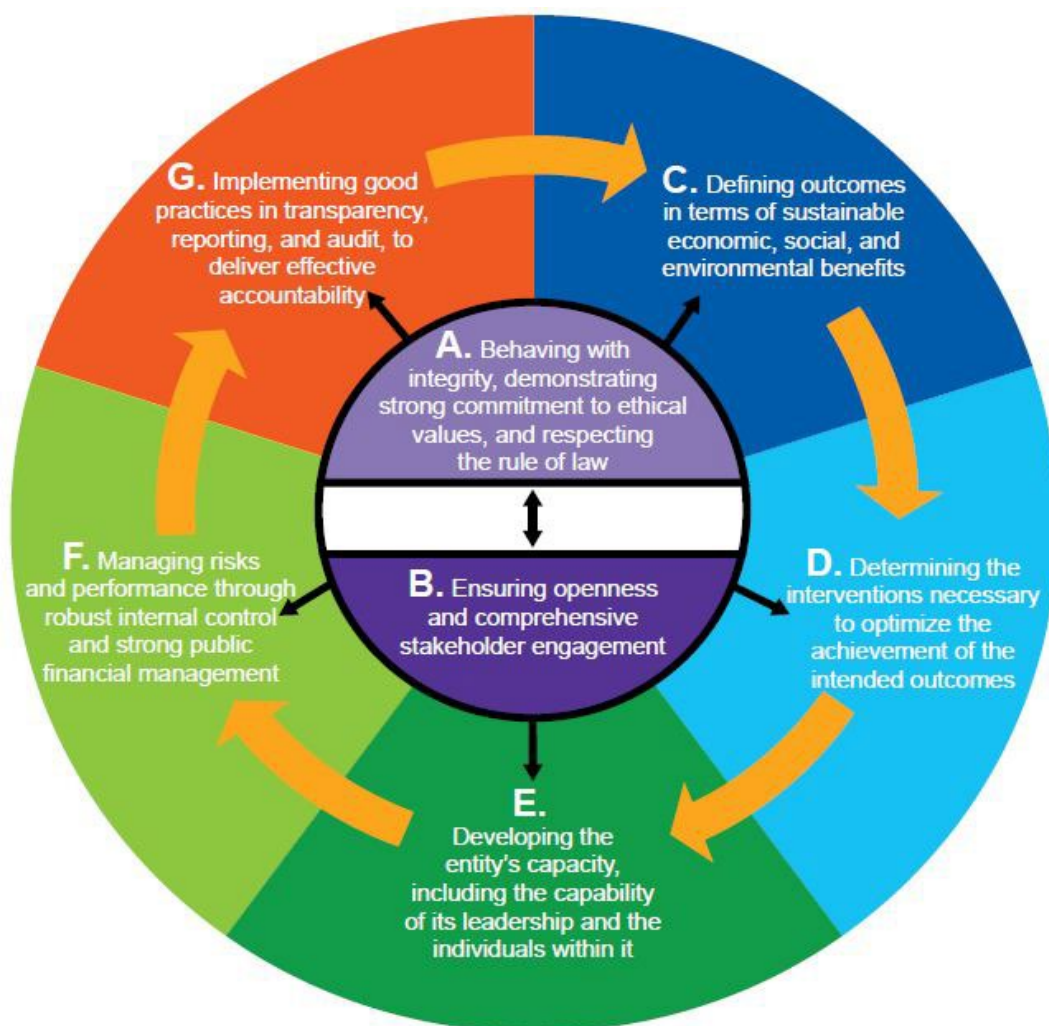 A. Behaving with
integrity, demonstrating
strong commitment to ethical
values, and respecting
the rule of law
B. Ensuring openness
and comprehensive
stakeholder engagement
C. Defining outcomes
in terms of sustainable
economic, social, and
environmental benefits
D. Determining the
interventions necessary
to optimize the
achievement of the
intended outcomes
E.
Developing the
entity's capacity,
including the capability
of its leadership and the
individuals within it
F. Managing risks
and performance through
robust internal control
and strong public
financial management
G. Implementing good
practices in transparency,
reporting, and audit, to
deliver effective
accountability